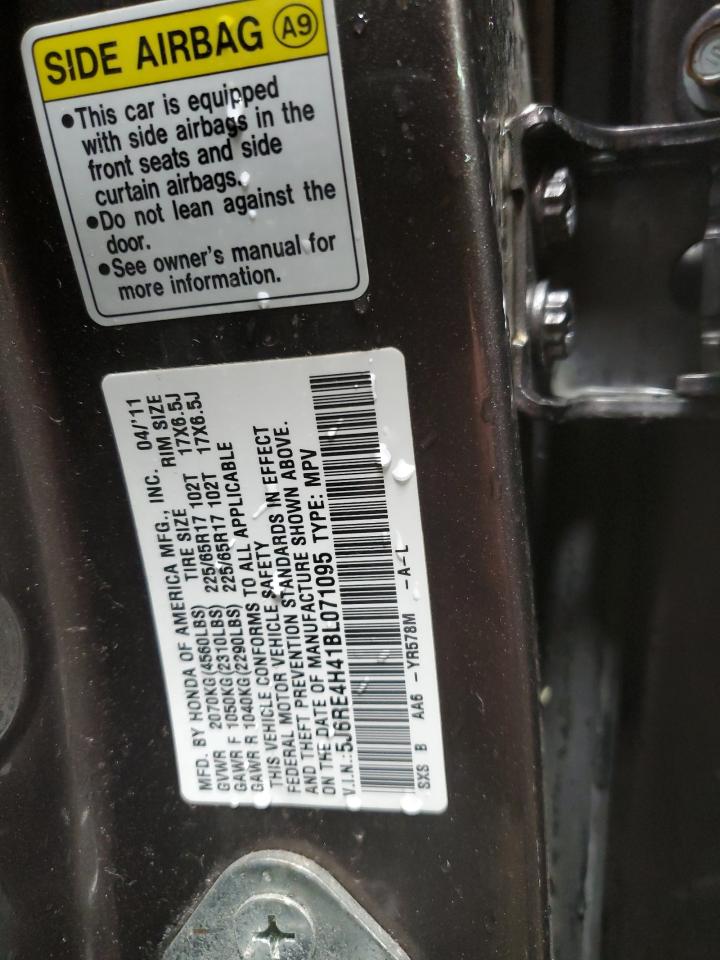 SIDE AIRBAG A9
•This car is equipped
with side airbags in the
front seats and side
curtain airbags.
•Do not lean against the
door.
•See owner's manual for
more information.
MFD. BY HONDA OF AMERICA MFG., INC. 04/'11
TIRE SIZE RIM SIZE
GVWR 2070KG(4560LBS)
GAWR F 1050KG(2310LBS) 225/65R17 102T 17X6.5J
GAWR R 1040KG(2290LBS) 225/65R17 102T 17X6.5J
THIS VEHICLE CONFORMS TO ALL APPLICABLE
FEDERAL MOTOR VEHICLE SAFETY
AND THEFT PREVENTION STANDARDS IN EFFECT
ON THE DATE OF MANUFACTURE SHOWN ABOVE.
V.I.N.:5J6RE4H41BL071095 TYPE: MPV
SXS B AA6 - YR578M -A-L